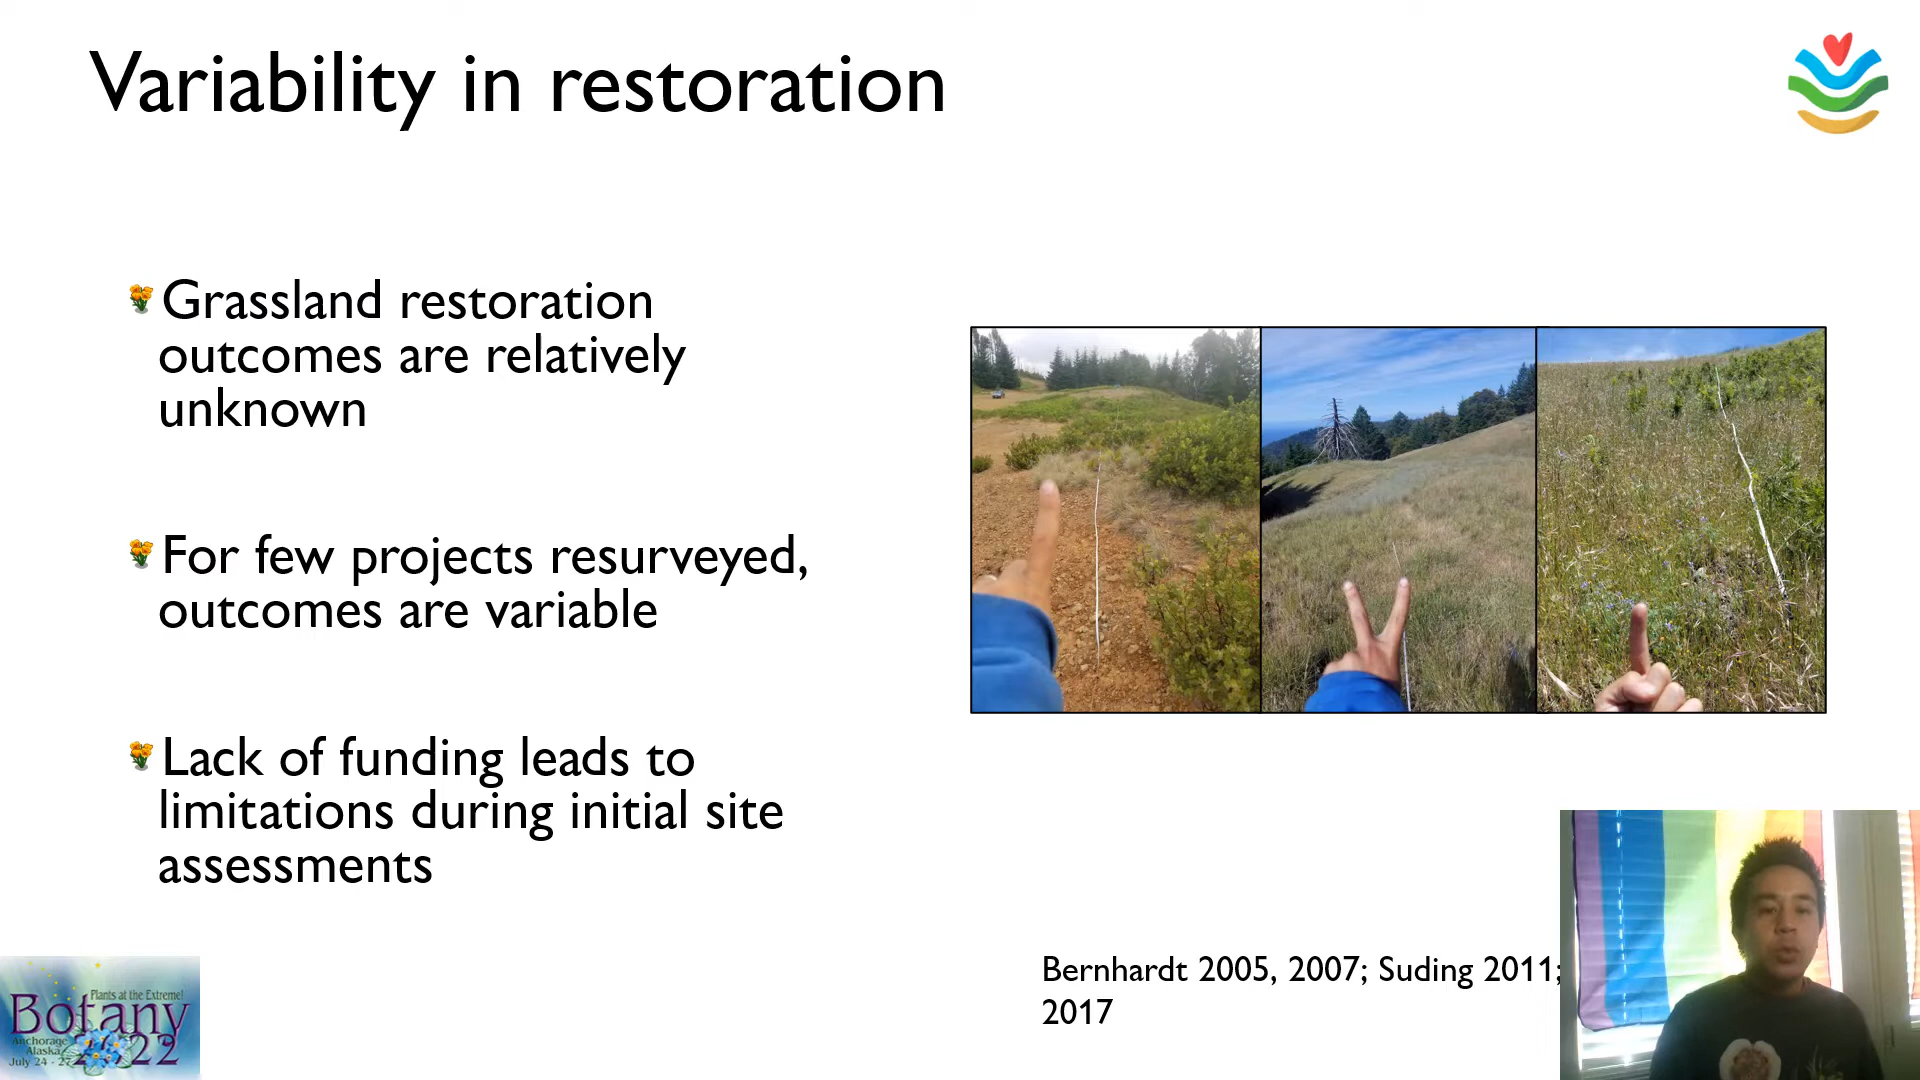 Variability in restoration
Grassland restoration
outcomes are relatively
unknown
For few projects resurveyed,
outcomes are variable
Lack of funding leads to
limitations during initial site
assessments
Bernhardt 2005, 2007; Suding 2011;
2017
Plants at the Extreme!
Botany
2022
Anchorage
Alaska
July 24 - 27